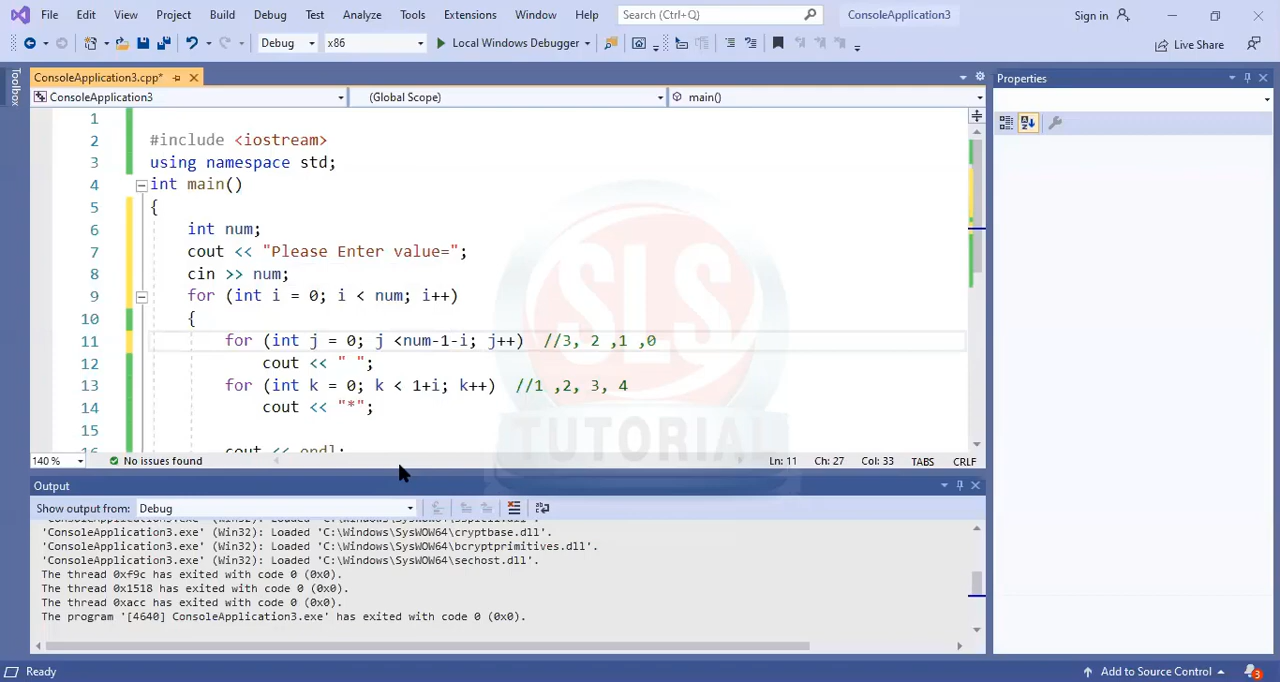 File Edit View Project Build Debug Test Analyze Tools Extensions Window Help Search (Ctrl+Q) ConsoleApplication3 Sign in
Debug x86 Local Windows Debugger Live Share
Toolbox
ConsoleApplication3.cpp*
Properties
ConsoleApplication3 (Global Scope) main()
1
2 #include <iostream>
3 using namespace std;
4 int main()
5 {
6 int num;
7 cout << "Please Enter value=";
8 cin >> num;
9 for (int i = 0; i < num; i++)
10 {
11 for (int j = 0; j <num-1-i; j++) //3, 2 ,1 ,0
12 cout << " ";
13 for (int k = 0; k < 1+i; k++) //1 ,2, 3, 4
14 cout << "*";
15
16 cout << endl;
SLS
TUTORIAL
140 % No issues found Ln: 11 Ch: 27 Col: 33 TABS CRLF
Output
Show output from: Debug
'ConsoleApplication3.exe' (Win32): Loaded 'C:\Windows\SysWOW64\cryptbase.dll'.
'ConsoleApplication3.exe' (Win32): Loaded 'C:\Windows\SysWOW64\bcryptprimitives.dll'.
'ConsoleApplication3.exe' (Win32): Loaded 'C:\Windows\SysWOW64\sechost.dll'.
The thread 0xf9c has exited with code 0 (0x0).
The thread 0x1518 has exited with code 0 (0x0).
The thread 0xacc has exited with code 0 (0x0).
The program '[4640] ConsoleApplication3.exe' has exited with code 0 (0x0).
Ready Add to Source Control 3